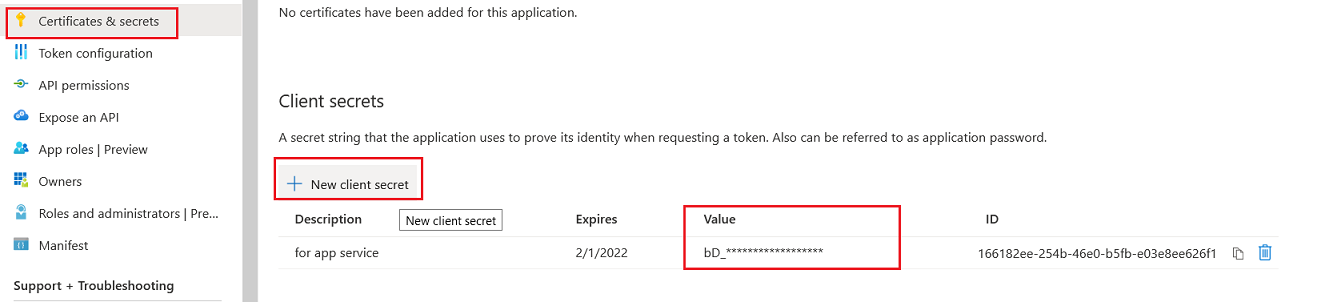 Certificates & secrets
Token configuration
API permissions
Expose an API
App roles | Preview
Owners
Roles and administrators | Pre...
Manifest
Support + Troubleshooting
No certificates have been added for this application.
Client secrets
A secret string that the application uses to prove its identity when requesting a token. Also can be referred to as application password.
New client secret
Description New client secret Expires Value ID
for app service 2/1/2022 bD_****************** 166182ee-254b-46e0-b5fb-e03e8ee626f1